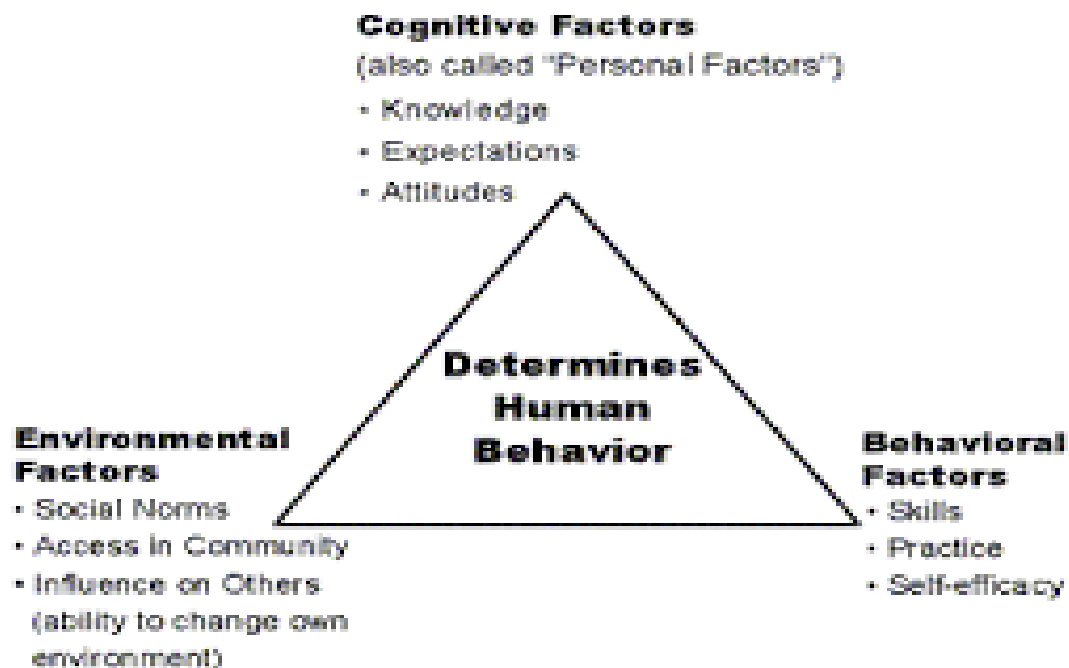 Cognitive Factors
(also called "Personal Factors")
• Knowledge
• Expectations
• Attitudes
Determines
Human
Behavior
Environmental
Factors
• Social Norms
• Access in Community
• Influence on Others
(ability to change own
environment)
Behavioral
Factors
• Skills
• Practice
• Self-efficacy